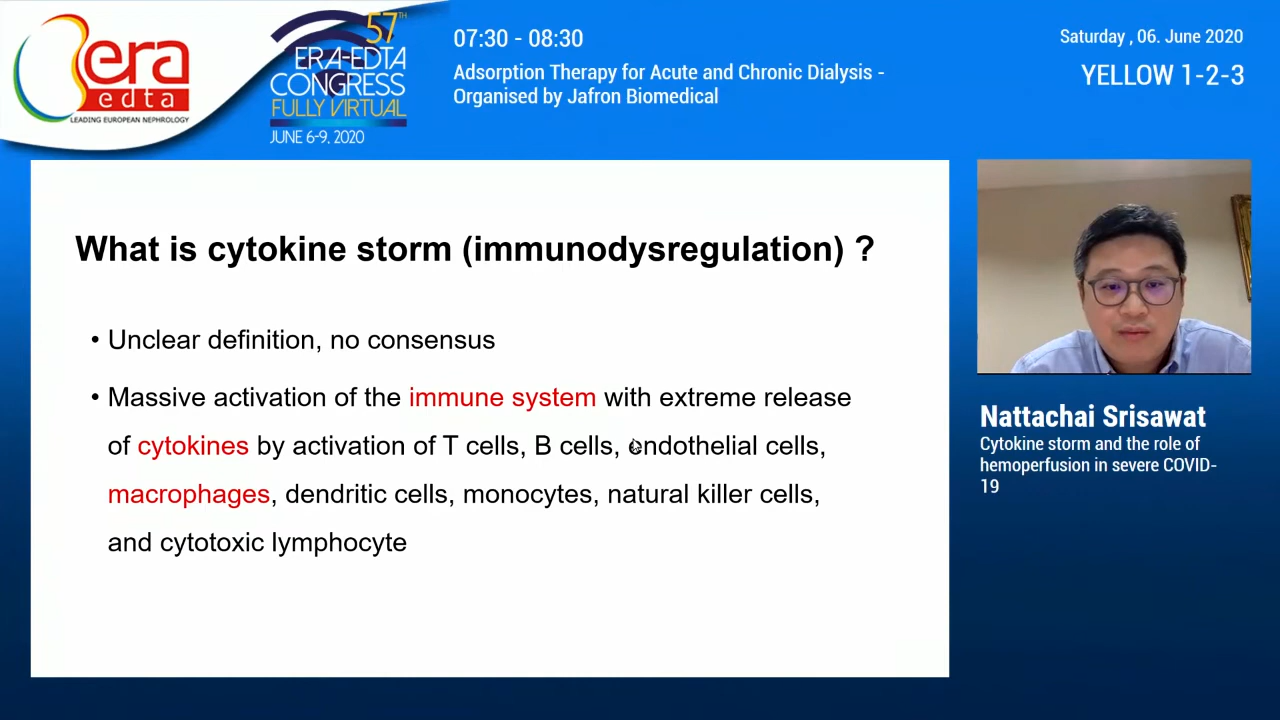 era
edta
LEADING EUROPEAN NEPHROLOGY
57TH
ERA-EDTA
CONGRESS
FULLY VIRTUAL
JUNE 6-9, 2020
07:30 - 08:30
Adsorption Therapy for Acute and Chronic Dialysis -
Organised by Jafron Biomedical
Saturday , 06. June 2020
YELLOW 1-2-3
What is cytokine storm (immunodysregulation) ?
• Unclear definition, no consensus
• Massive activation of the immune system with extreme release
of cytokines by activation of T cells, B cells, endothelial cells,
macrophages, dendritic cells, monocytes, natural killer cells,
and cytotoxic lymphocyte
Nattachai Srisawat
Cytokine storm and the role of
hemoperfusion in severe COVID-
19